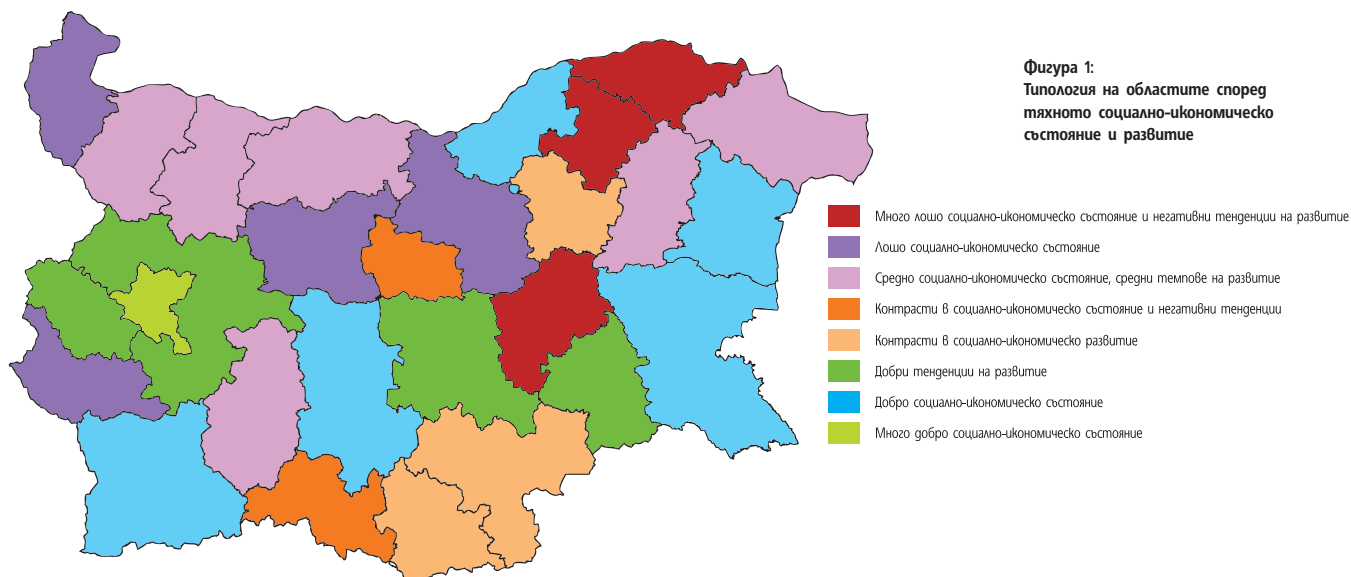 Фигура 1:
Типология на областите според
тяхното социално-икономическо
състояние и развитие
Много лошо социално-икономическо състояние и негативни тенденции на развитие
Лошо социално-икономическо състояние
Средно социално-икономическо състояние, средни темпове на развитие
Контрасти в социално-икономическо състояние и негативни тенденции
Контрасти в социално-икономическо развитие
Добри тенденции на развитие
Добро социално-икономическо състояние
Много добро социално-икономическо състояние